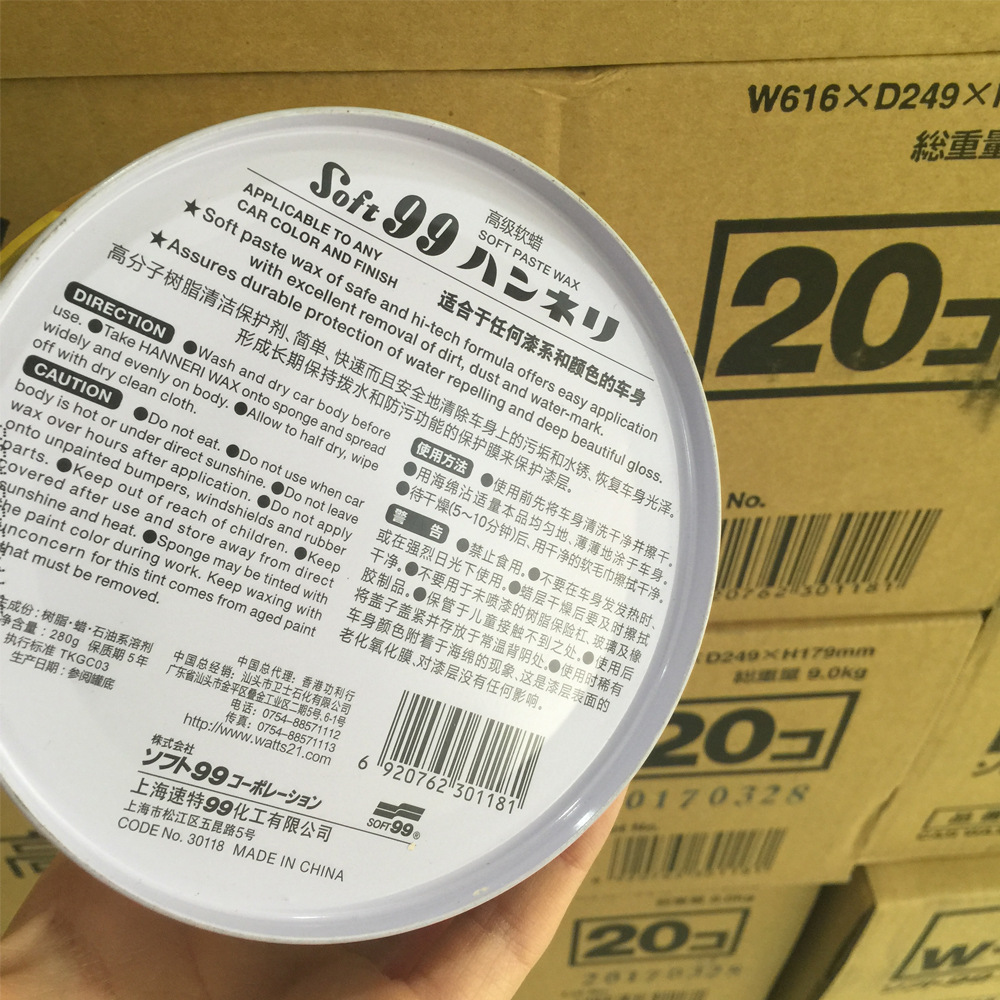 Soft99 ハンネリ
高级软蜡
SOFT PASTE WAX
APPLICABLE TO ANY
CAR COLOR AND FINISH
适合于任何漆系和颜色的车身
★Soft paste wax of safe and hi-tech formula offers easy application
with excellent removal of dirt, dust and water-mark.
★Assures durable protection of water repelling and deep beautiful gloss.
高分子树脂清洁保护剂, 简单、快速而且安全地清除车身上的污垢和水锈, 恢复车身光泽。
形成长期保持拨水和防污功能的保护膜来保护漆层。
DIRECTION ●Wash and dry car body before
use. ●Take HANNERI WAX onto sponge and spread
widely and evenly on body. ●Allow to half dry, wipe
off with dry clean cloth.
CAUTION ●Do not eat. ●Do not use when car
body is hot or under direct sunshine. ●Do not leave
wax over hours after application. ●Do not apply
onto unpainted bumpers, windshields and rubber
parts. ●Keep out of reach of children. ●Keep
covered after use and store away from direct
sunshine and heat. ●Sponge may be tinted with
the paint color during work. Keep waxing with
unconcern for this tint comes from aged paint
that must be removed.
使用方法 ●使用前先将车身清洗干净并擦干
●用海绵沾适量本品均匀地、薄薄地涂于车身。
●待干燥(5~10分钟)后, 用干净的软毛巾擦拭干净。
警 告 ●禁止食用。●不要在车身发发热时,
或在强烈日光下使用。●蜡层干燥后要及时擦拭
干净。●不要用于未喷漆的树脂保险杠, 玻璃及橡
胶制品。●保管于儿童接触不到之处。●使用后
将盖子盖紧并存放于常温背阴处。●使用时稀有
车身颜色附着于海绵的现象, 这是漆层表面的
老化氧化膜, 对漆层没有任何影响。
成份: 树脂·蜡·石油系溶剂
净含量: 280g 保质期 5年
执行标准 TKGC03
生产日期: 参阅罐底
中国总代理: 香港功利行
中国总经销: 汕头市卫士石化有限公司
广东省汕头市金平区叠金工业区二期5号.6-1号
电话: 0754-88571112
传真: 0754-88571113
http://www.watts21.com
6 920762 301181
株式会社
ソフト99コーポレーション
上海速特99化工有限公司
上海市松江区五昆路5号
CODE No. 30118 MADE IN CHINA
SOFT99®
W616×D249×
総重量
20コ
No.
301181
D249×H179mm
総重量 9.0kg
20コ
20170328
No.
20コ
20170328